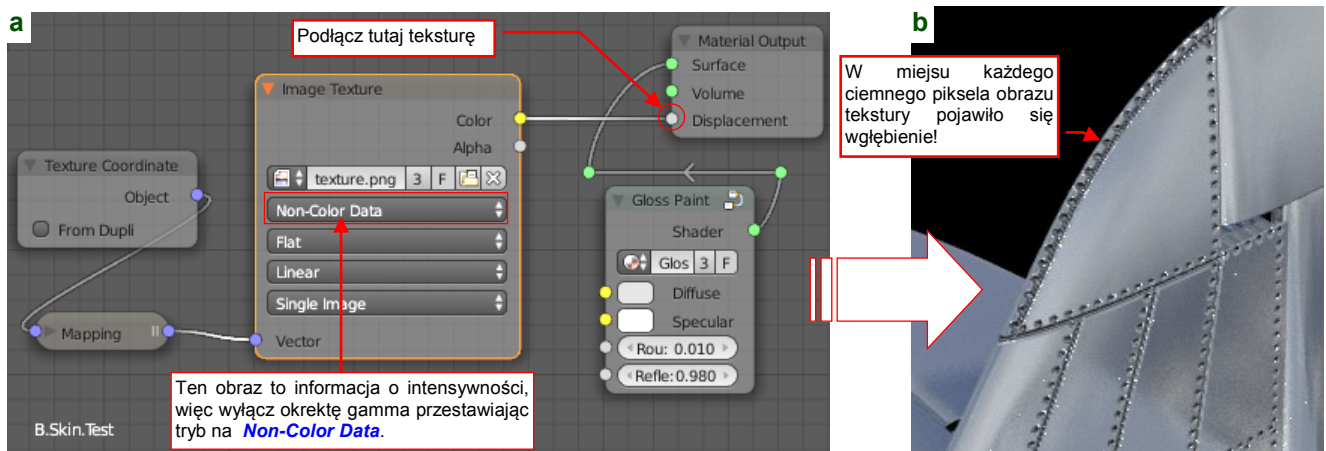 a
Podłącz tutaj teksturę
Material Output
Surface
Volume
Displacement
Image Texture
Color
Alpha
texture.png 3 F
Non-Color Data
Flat
Linear
Single Image
Vector
Texture Coordinate
Object
From Dupli
Mapping
Gloss Paint
Shader
Glos 3 F
Diffuse
Specular
Rou: 0.010
Refle: 0.980
Ten obraz to informacja o intensywności,
więc wyłącz okrektę gamma przestawiając
tryb na Non-Color Data.
B.Skin.Test
b
W miejsu każdego
ciemnego piksela obrazu
tekstury pojawiło się
wgłębienie!